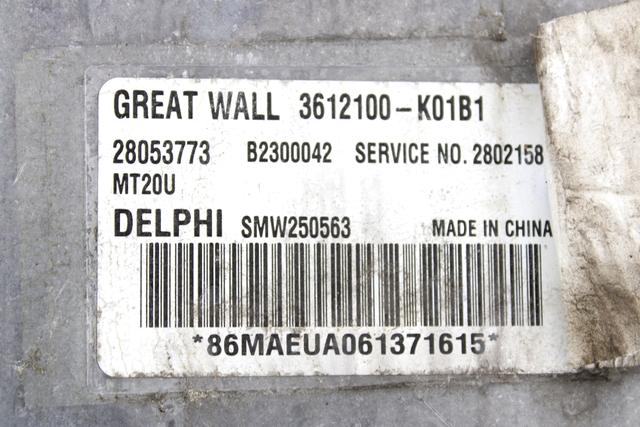 GREAT WALL 3612100-K01B1
28053773 B2300042 SERVICE NO. 2802158
MT20U
DELPHI SMW250563 MADE IN CHINA
*86MAEUA061371615*